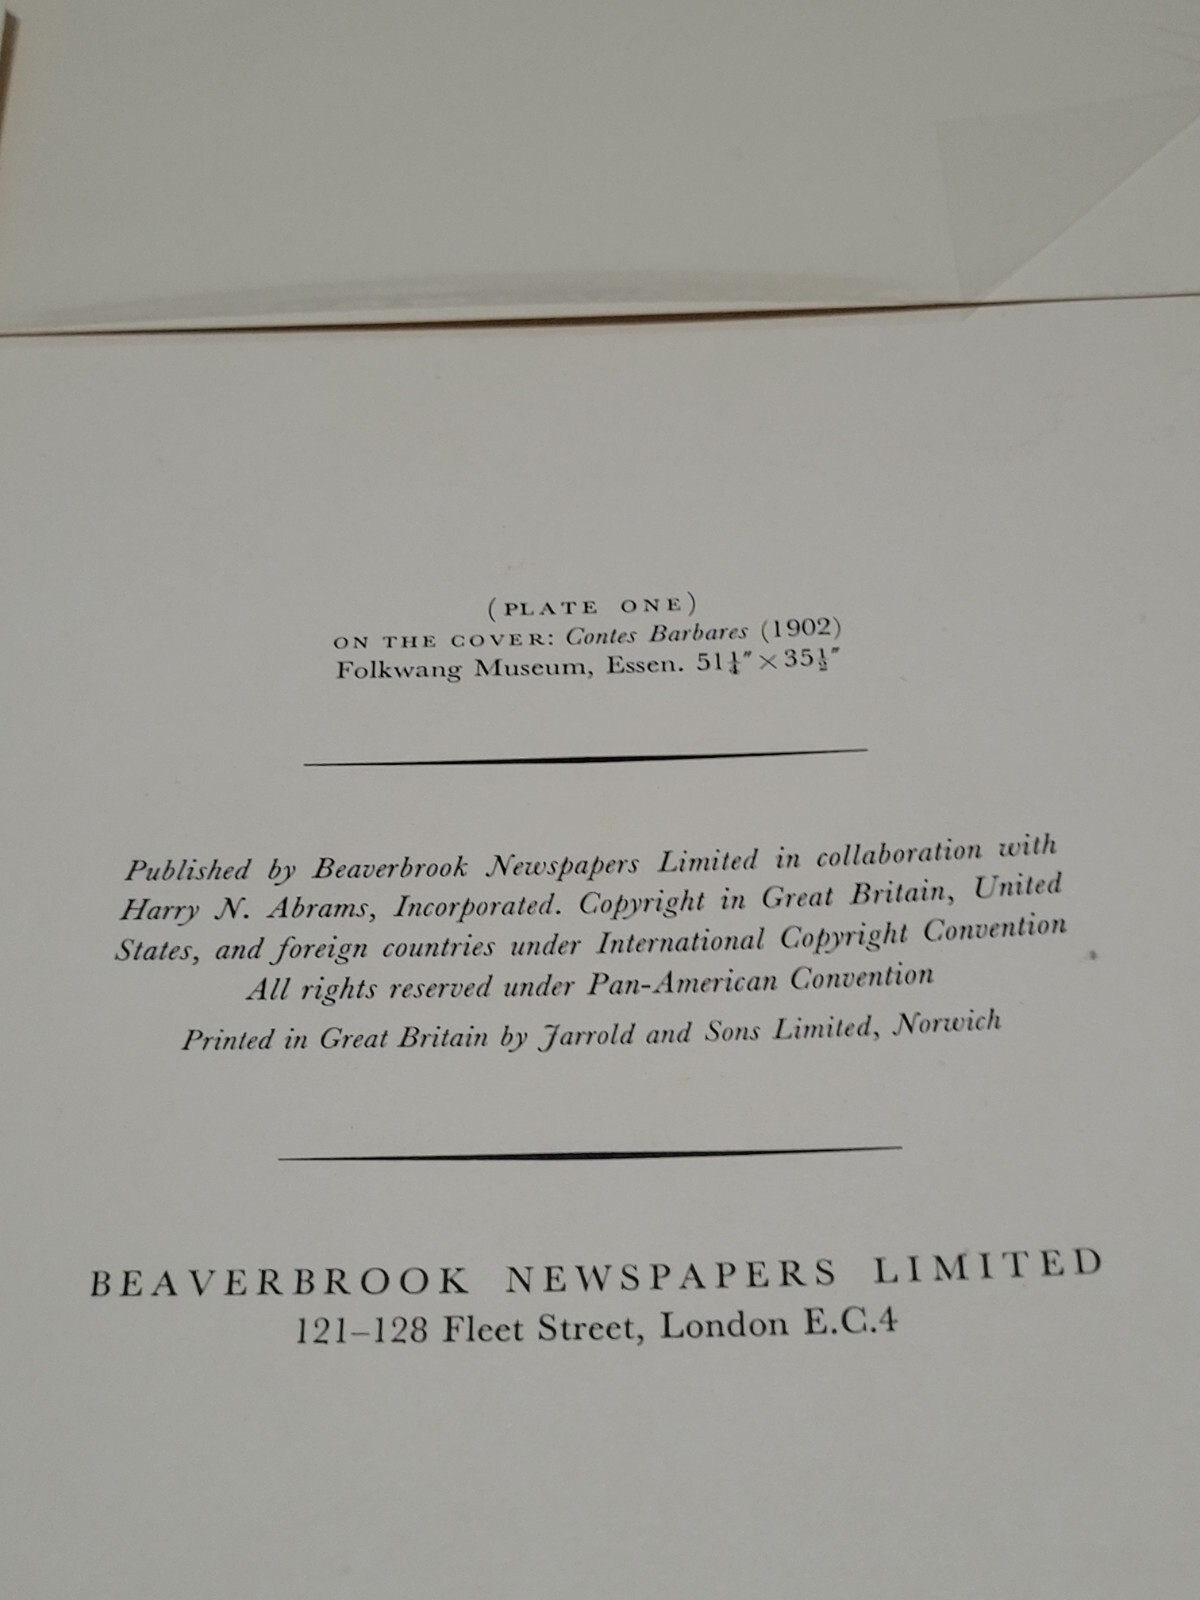 (PLATE ONE)
ON THE COVER: Contes Barbares (1902)
Folkwang Museum, Essen. 51¼″ × 35½″
Published by Beaverbrook Newspapers Limited in collaboration with
Harry N. Abrams, Incorporated. Copyright in Great Britain, United
States, and foreign countries under International Copyright Convention
All rights reserved under Pan-American Convention
Printed in Great Britain by Jarrold and Sons Limited, Norwich
BEAVERBROOK NEWSPAPERS LIMITED
121–128 Fleet Street, London E.C.4